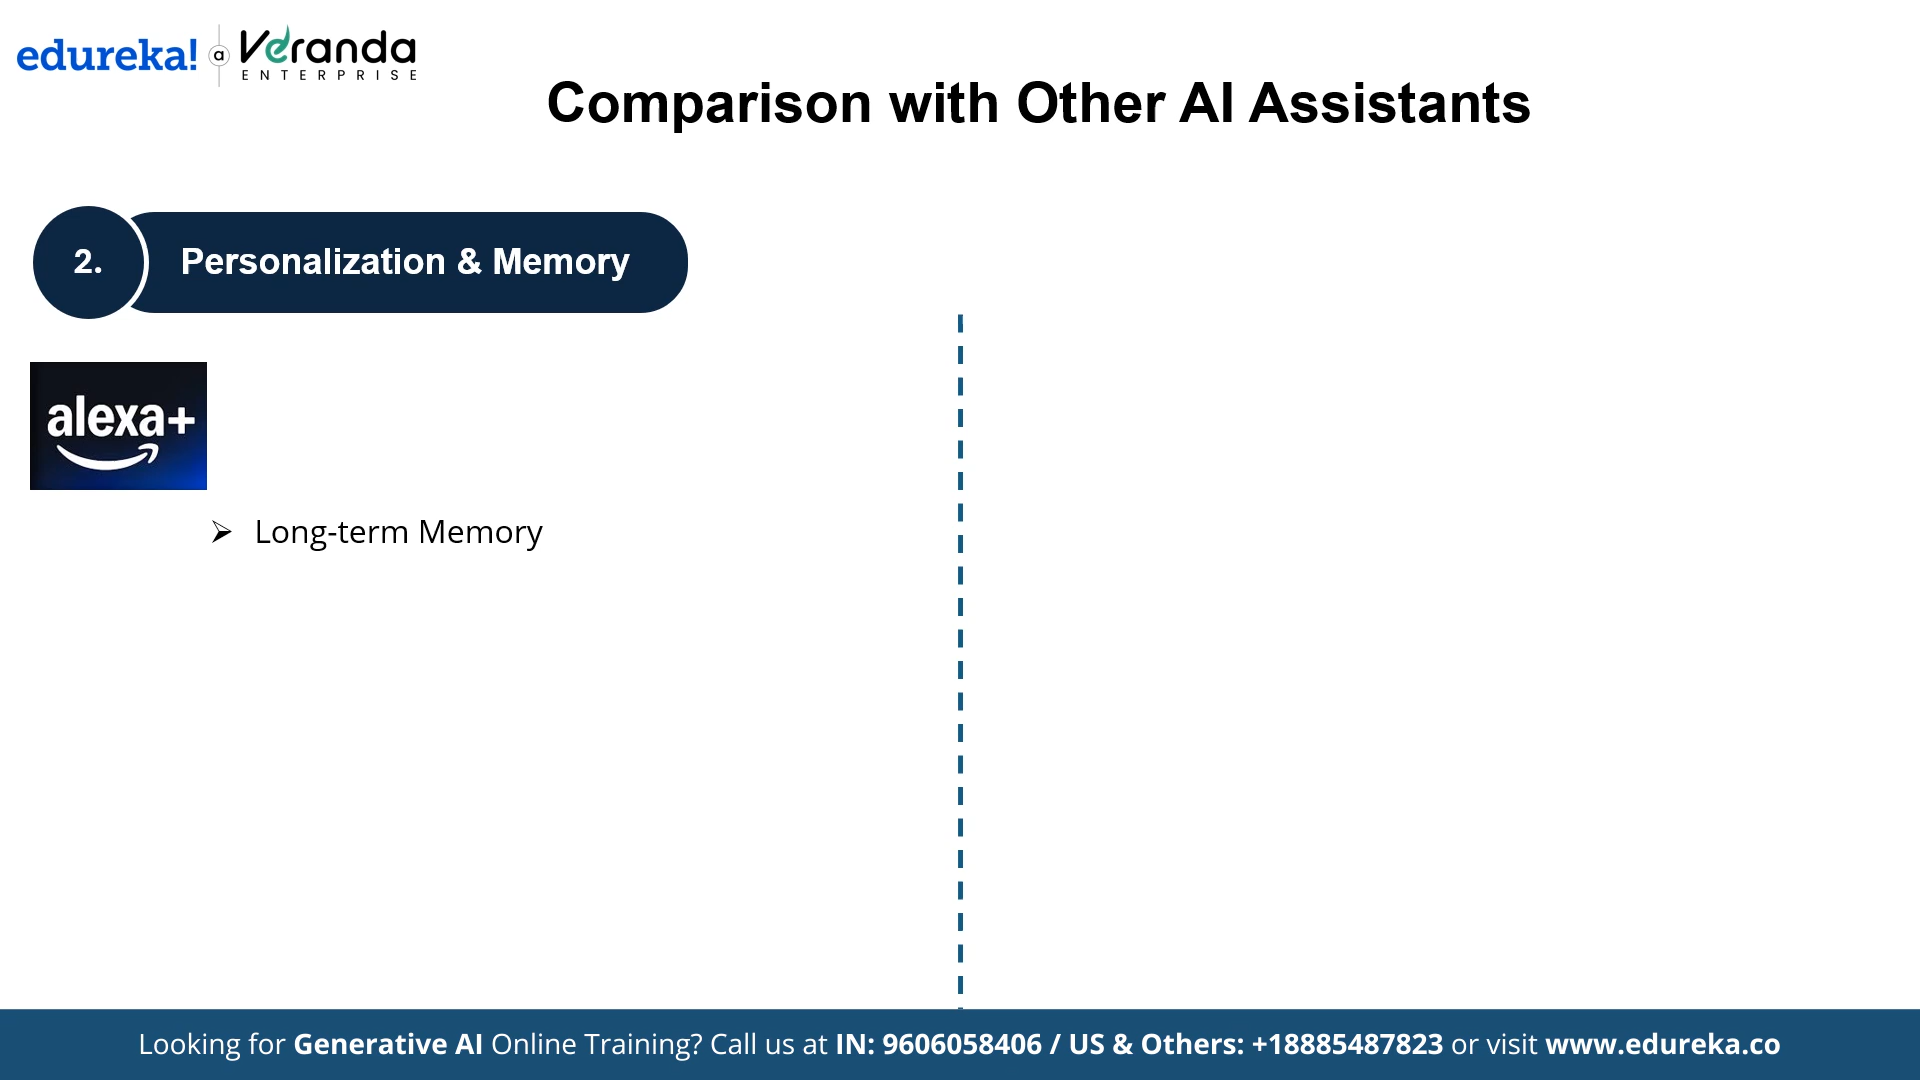 edureka! a Veranda
ENTERPRISE
Comparison with Other AI Assistants
2. Personalization & Memory
alexa+
➢ Long-term Memory
Looking for Generative AI Online Training? Call us at IN: 9606058406 / US & Others: +18885487823 or visit www.edureka.co